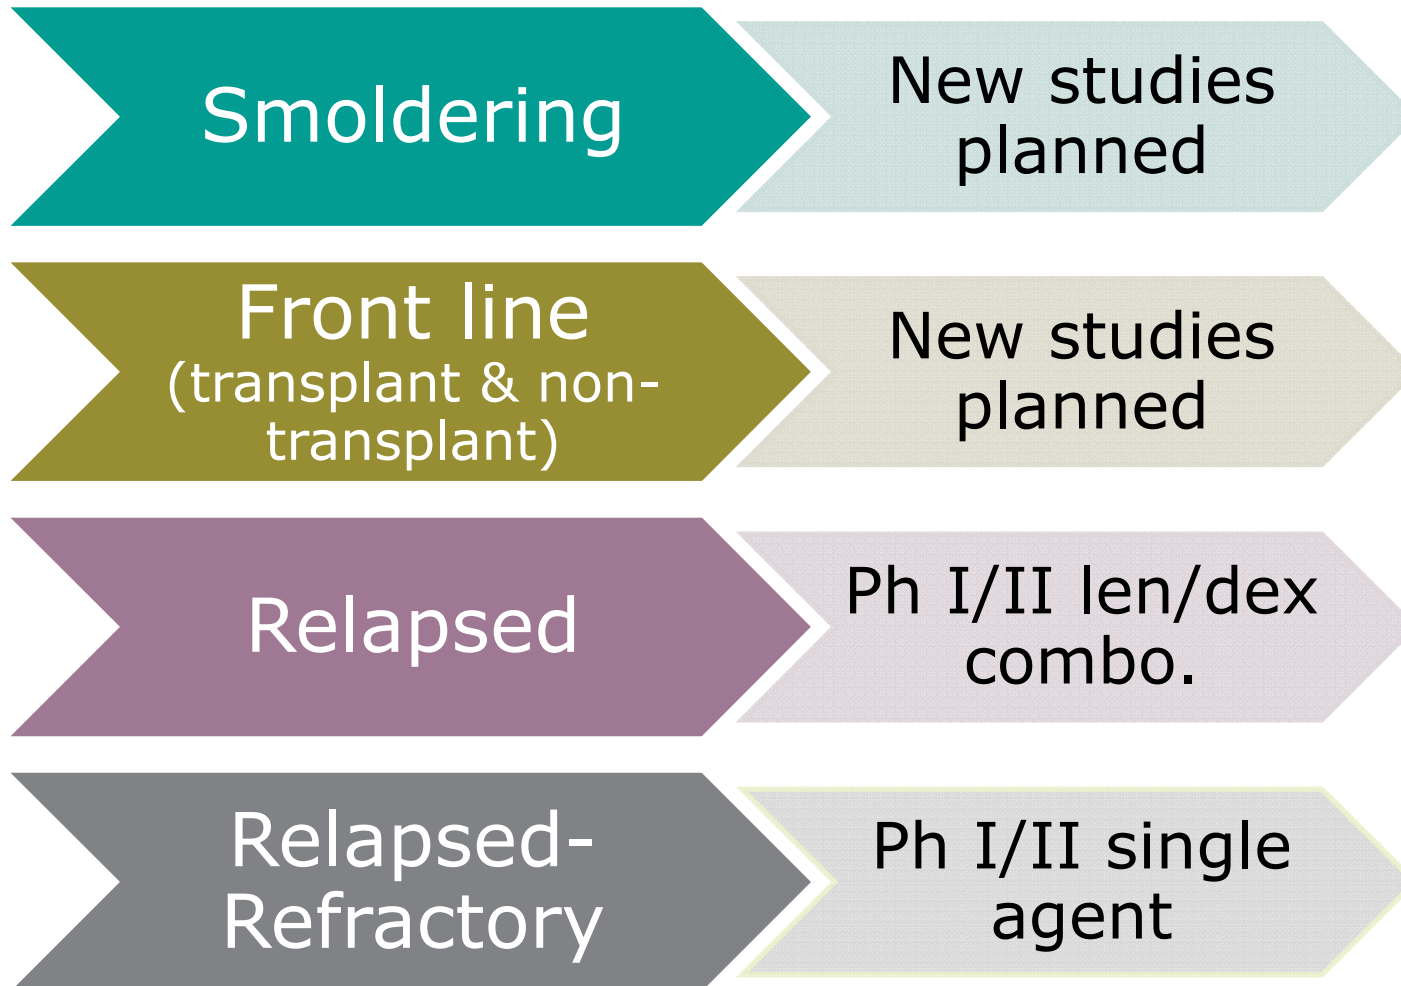 Smoldering
New studies
planned
Front line
(transplant & non-
transplant)
New studies
planned
Relapsed
Ph I/II len/dex
combo.
Relapsed-
Refractory
Ph I/II single
agent